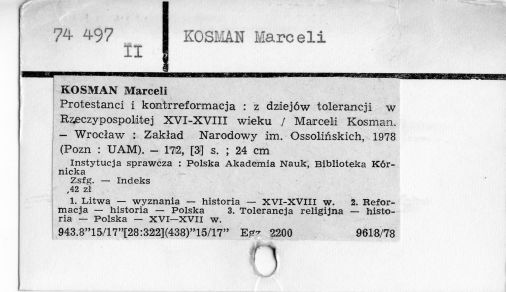 74 497
II
KOSMAN Marceli
KOSMAN Marceli
Protestanci i kontrreformacja : z dziejów tolerancji w
Rzeczypospolitej XVI-XVIII wieku / Marceli Kosman.
— Wrocław : Zakład Narodowy im. Ossolińskich, 1978
(Pozn : UAM). — 172, [3] s. ; 24 cm
Instytucja sprawcza : Polska Akademia Nauk, Biblioteka Kór-
nicka
Zsfg. — Indeks
,42 zł
1. Litwa — wyznania — historia — XVI-XVIII w. 2. Refor-
macja — historia — Polska 3. Tolerancja religijna — histo-
ria — Polska — XVI—XVII w.
943.8"15/17"[28:322](438)"15/17" Egz. 2200 9618/78